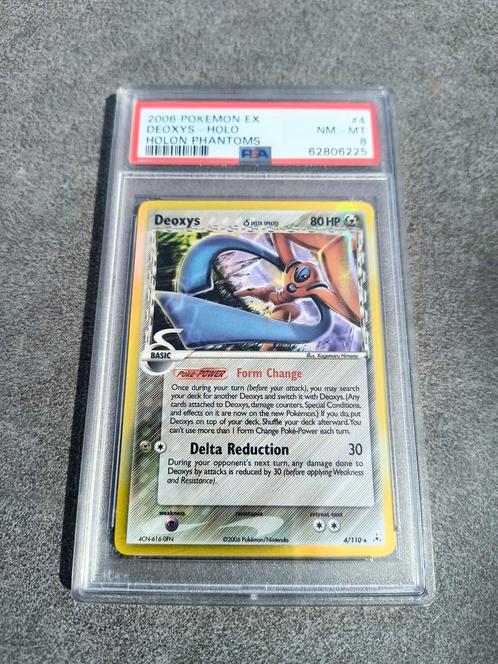 2006 POKEMON EX #4
DEOXYS-HOLO NM-MT
HOLON PHANTOMS 8
PSA 62806225
Deoxys δ DELTA SPECIES 80 HP
Illus. Kagemaru Himeno
δ
BASIC
Poké-POWER Form Change
Once during your turn (before your attack), you may search
your deck for another Deoxys and switch it with Deoxys. (Any
cards attached to Deoxys, damage counters, Special Conditions,
and effects on it are now on the new Pokémon.) If you do, put
Deoxys on top of your deck. Shuffle your deck afterward. You
can't use more than 1 Form Change Poké-Power each turn.
Delta Reduction 30
During your opponent's next turn, any damage done to
Deoxys by attacks is reduced by 30 (before applying Weakness
and Resistance).
weakness resistance retreat cost
4CN-616-0FN ©2006 Pokémon/Nintendo 4/110 ★